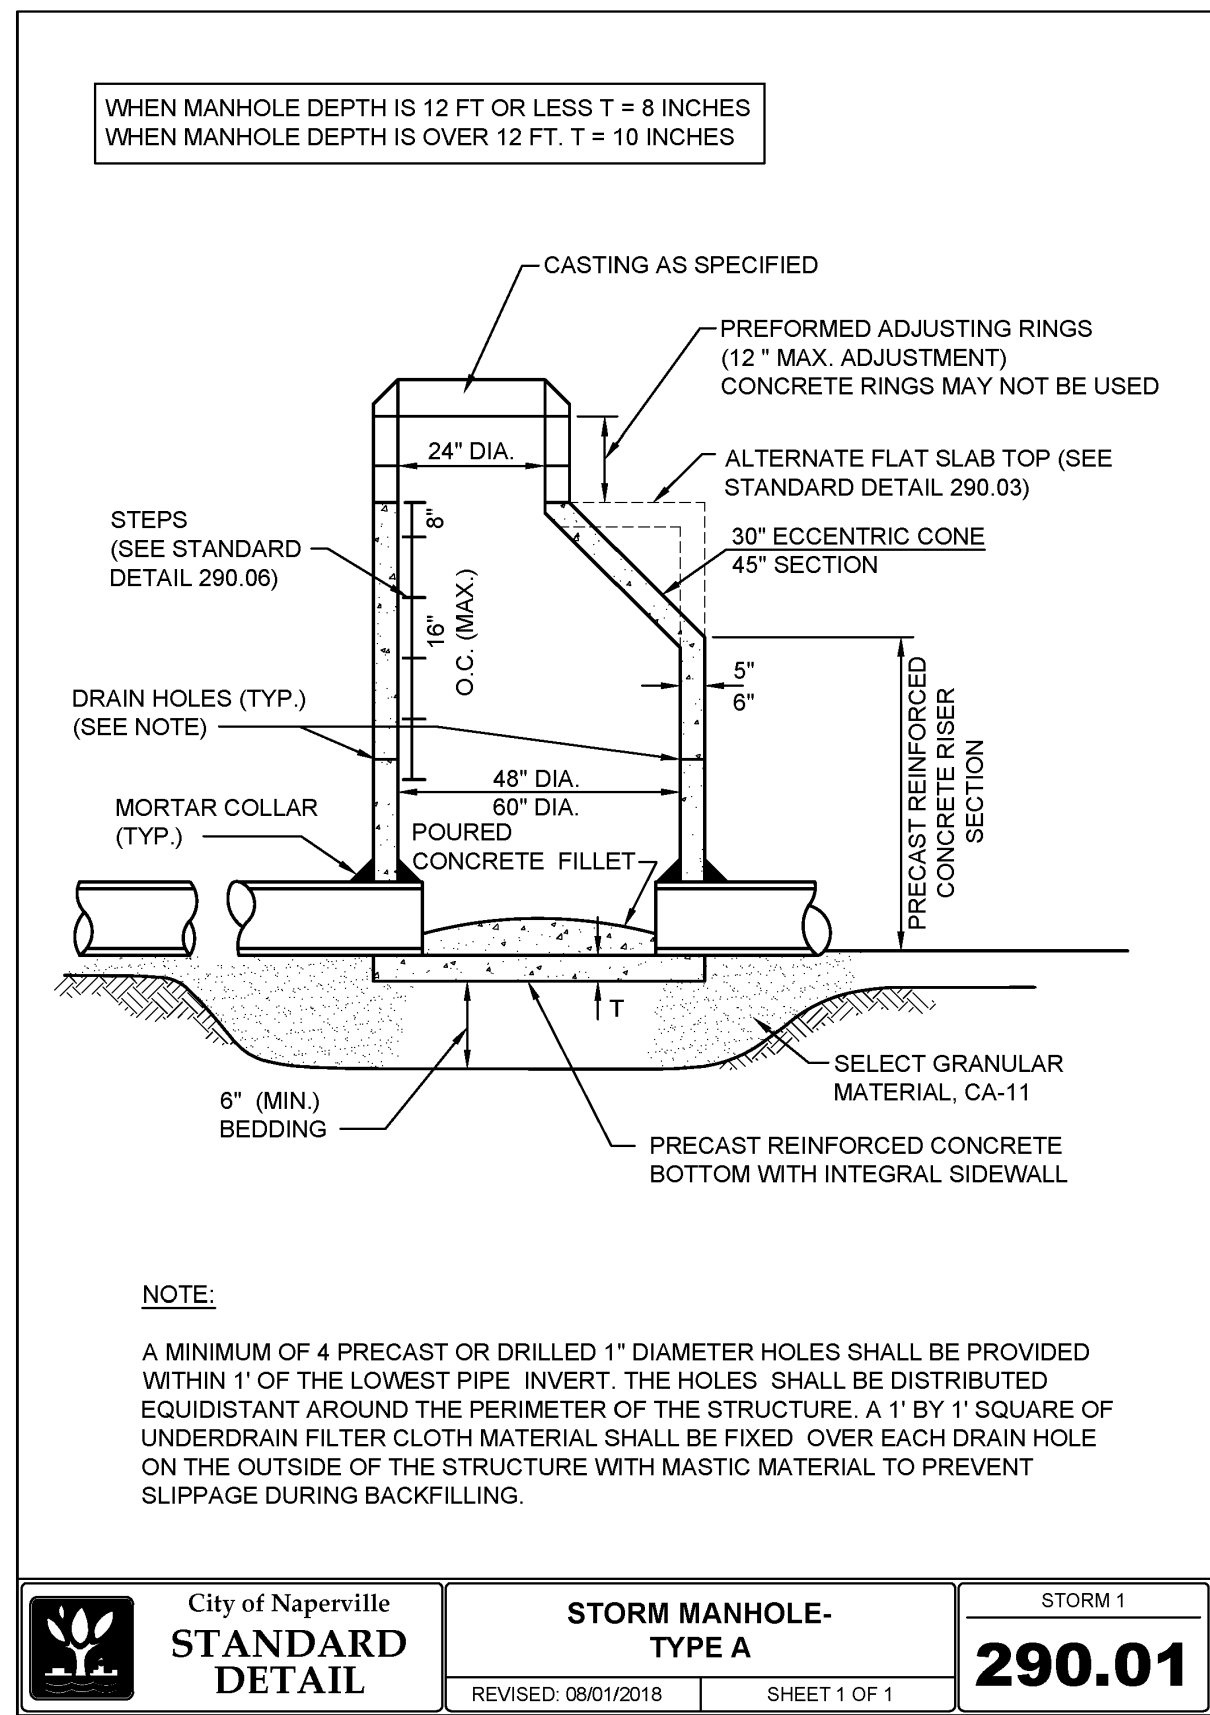 WHEN MANHOLE DEPTH IS 12 FT OR LESS T = 8 INCHES
WHEN MANHOLE DEPTH IS OVER 12 FT. T = 10 INCHES
CASTING AS SPECIFIED
PREFORMED ADJUSTING RINGS
(12 " MAX. ADJUSTMENT)
CONCRETE RINGS MAY NOT BE USED
24" DIA.
ALTERNATE FLAT SLAB TOP (SEE
STANDARD DETAIL 290.03)
STEPS
(SEE STANDARD
DETAIL 290.06)
8"
30" ECCENTRIC CONE
45" SECTION
16"
O.C. (MAX.)
5"
6"
DRAIN HOLES (TYP.)
(SEE NOTE)
PRECAST REINFORCED
CONCRETE RISER
SECTION
48" DIA.
60" DIA.
MORTAR COLLAR
(TYP.)
POURED
CONCRETE FILLET
T
SELECT GRANULAR
MATERIAL, CA-11
6" (MIN.)
BEDDING
PRECAST REINFORCED CONCRETE
BOTTOM WITH INTEGRAL SIDEWALL
NOTE:
A MINIMUM OF 4 PRECAST OR DRILLED 1" DIAMETER HOLES SHALL BE PROVIDED
WITHIN 1' OF THE LOWEST PIPE INVERT. THE HOLES SHALL BE DISTRIBUTED
EQUIDISTANT AROUND THE PERIMETER OF THE STRUCTURE. A 1' BY 1' SQUARE OF
UNDERDRAIN FILTER CLOTH MATERIAL SHALL BE FIXED OVER EACH DRAIN HOLE
ON THE OUTSIDE OF THE STRUCTURE WITH MASTIC MATERIAL TO PREVENT
SLIPPAGE DURING BACKFILLING.
City of Naperville
STANDARD
DETAIL
STORM MANHOLE-
TYPE A
REVISED: 08/01/2018
SHEET 1 OF 1
STORM 1
290.01